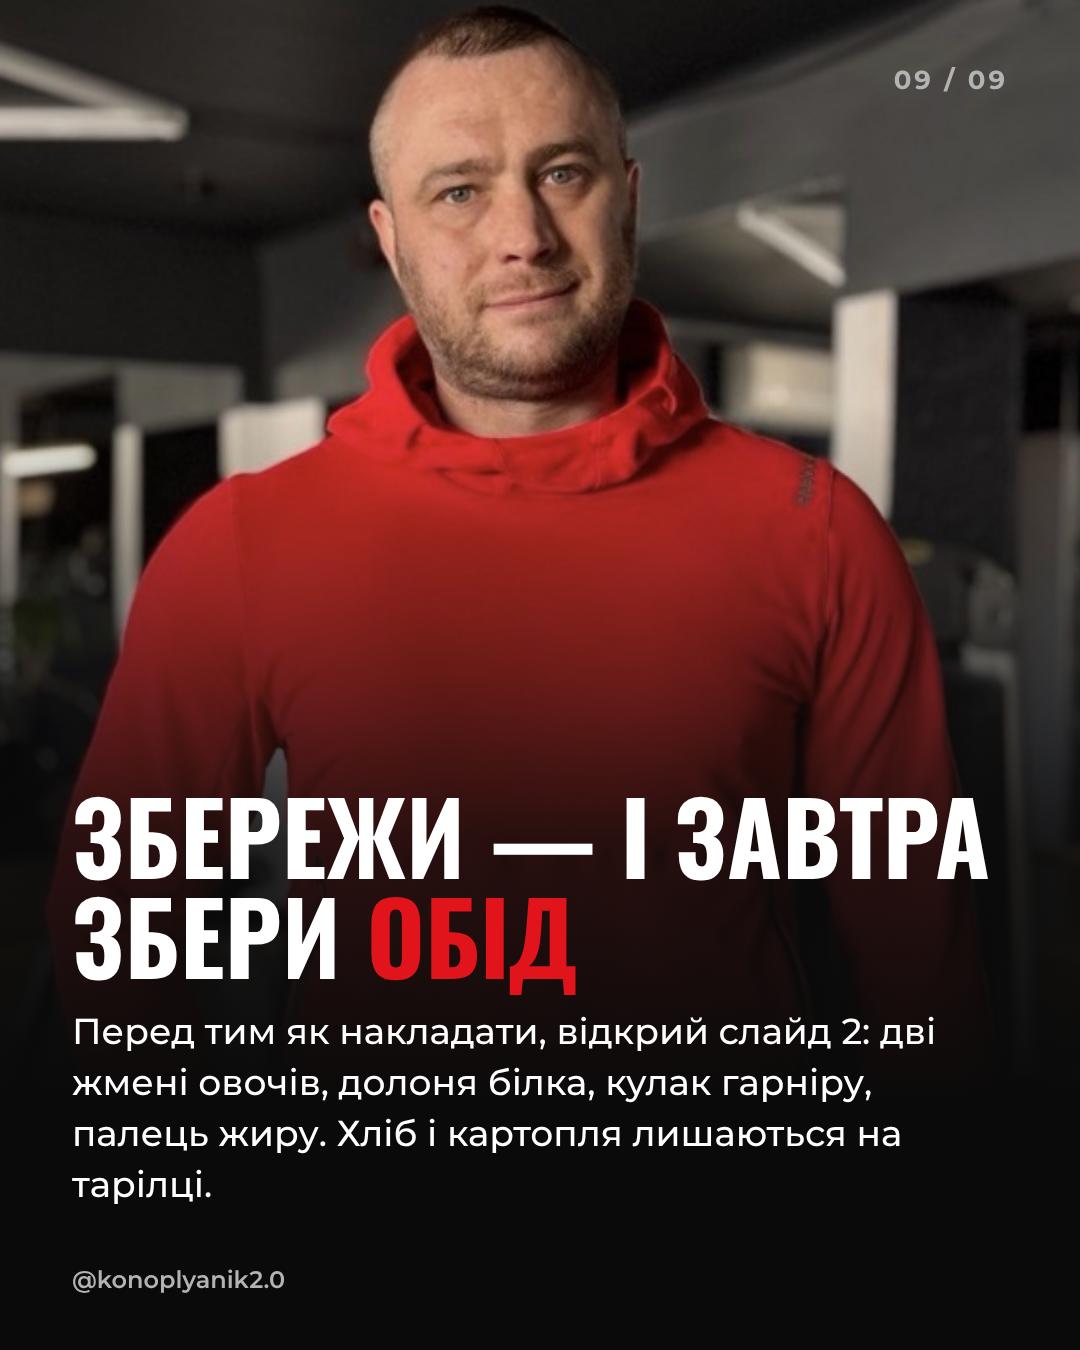 09 / 09
ЗБЕРЕЖИ — І ЗАВТРА
ЗБЕРИ ОБІД
Перед тим як накладати, відкрий слайд 2: дві
жмені овочів, долоня білка, кулак гарніру,
палець жиру. Хліб і картопля лишаються на
тарілці.
@konoplyanik2.0